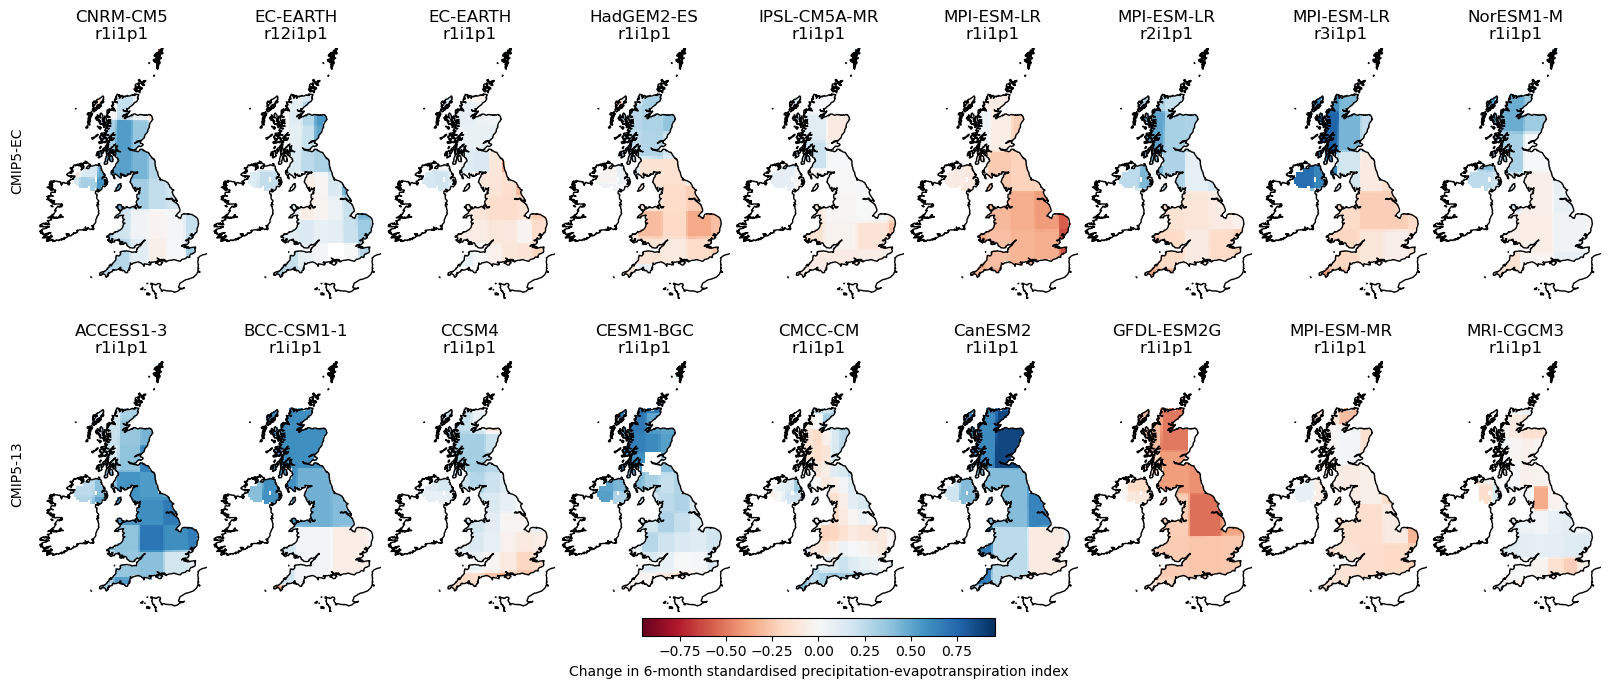 CNRM-CM5 EC-EARTH EC-EARTH HadGEM2-ES IPSL-CM5A-MR MPI-ESM-LR MPI-ESM-LR MPI-ESM-LR NorESM1-M
r1i1p1 r12i1p1 r1i1p1 r1i1p1 r1i1p1 r1i1p1 r2i1p1 r3i1p1 r1i1p1
CMIP5-EC
ACCESS1-3 BCC-CSM1-1 CCSM4 CESM1-BGC CMCC-CM CanESM2 GFDL-ESM2G MPI-ESM-MR MRI-CGCM3
r1i1p1 r1i1p1 r1i1p1 r1i1p1 r1i1p1 r1i1p1 r1i1p1 r1i1p1 r1i1p1
CMIP5-13
−0.75 −0.50 −0.25 0.00 0.25 0.50 0.75
Change in 6-month standardised precipitation-evapotranspiration index